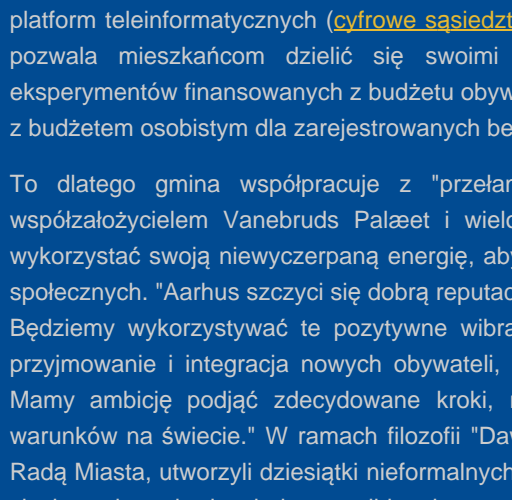 platform teleinformatycznych (cyfrowe sąsiedzt
pozwala mieszkańcom dzielić się swoimi
eksperymentów finansowanych z budżetu obyw
z budżetem osobistym dla zarejestrowanych be
To dlatego gmina współpracuje z "przełam
współzałożycielem Vanebruds Palæet i wielo
wykorzystać swoją niewyczerpaną energię, aby
społecznych. "Aarhus szczyci się dobrą reputac
Będziemy wykorzystywać te pozytywne wibra
przyjmowanie i integracja nowych obywateli,
Mamy ambicję podjąć zdecydowane kroki,
warunków na świecie." W ramach filozofii "Daw
Radą Miasta, utworzyli dziesiątki nieformalnych